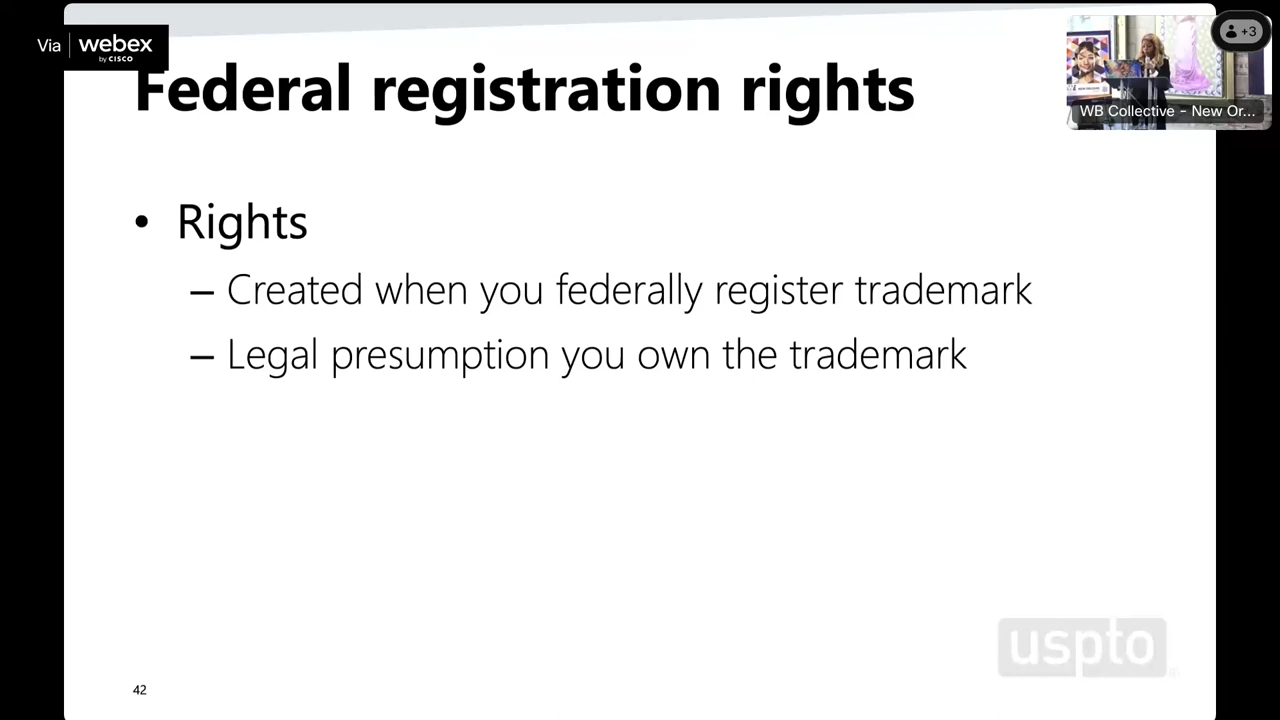 Via webex
by CISCO
+3
WB Collective - New Or...
Federal registration rights
• Rights
– Created when you federally register trademark
– Legal presumption you own the trademark
uspto
42